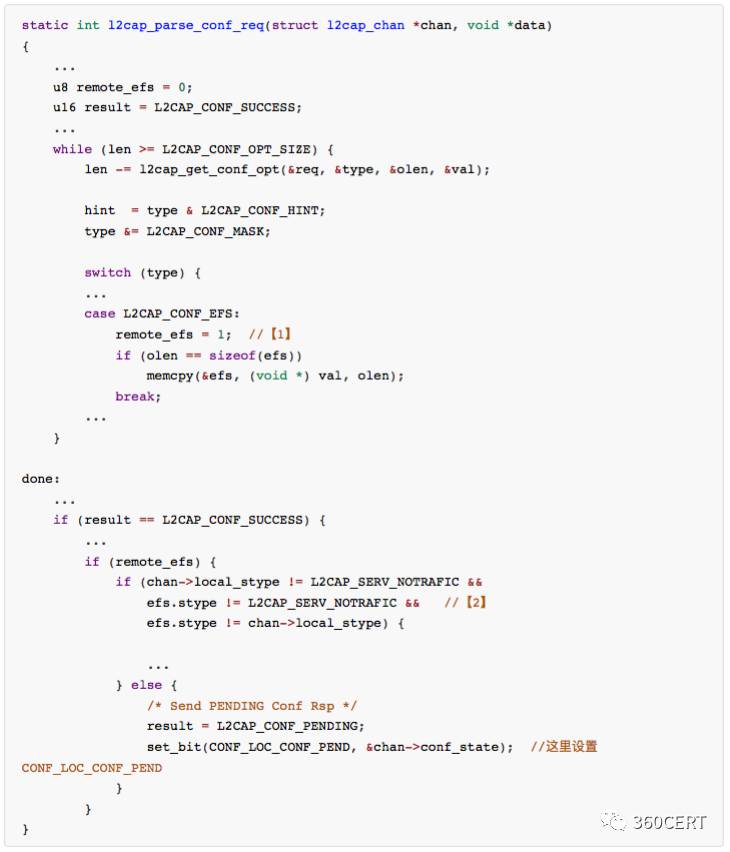 static int l2cap_parse_conf_req(struct l2cap_chan *chan, void *data)
{
    ...
    u8 remote_efs = 0;
    u16 result = L2CAP_CONF_SUCCESS;
    ...
    while (len >= L2CAP_CONF_OPT_SIZE) {
        len -= l2cap_get_conf_opt(&req, &type, &olen, &val);

        hint  = type & L2CAP_CONF_HINT;
        type &= L2CAP_CONF_MASK;

        switch (type) {
        ...
        case L2CAP_CONF_EFS:
            remote_efs = 1;  //【1】
            if (olen == sizeof(efs))
                memcpy(&efs, (void *) val, olen);
            break;
        ...
    }

done:
    ...
    if (result == L2CAP_CONF_SUCCESS) {
        ...
        if (remote_efs) {
            if (chan->local_stype != L2CAP_SERV_NOTRAFIC &&
                efs.stype != L2CAP_SERV_NOTRAFIC &&   //【2】
                efs.stype != chan->local_stype) {

                ...
            } else {
                /* Send PENDING Conf Rsp */
                result = L2CAP_CONF_PENDING;
                set_bit(CONF_LOC_CONF_PEND, &chan->conf_state);  //这里设置
CONF_LOC_CONF_PEND
            }
        }
}
360CERT